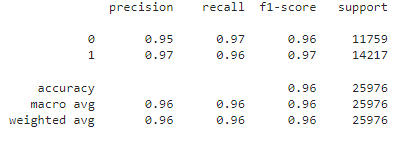 precision recall f1-score support
0 0.95 0.97 0.96 11759
1 0.97 0.96 0.97 14217
accuracy 0.96 25976
macro avg 0.96 0.96 0.96 25976
weighted avg 0.96 0.96 0.96 25976